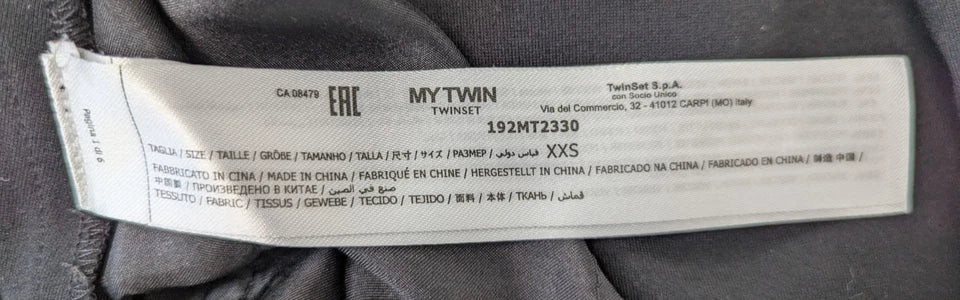 Pagina 1 di 6
CA 08479 EAC MY TWIN TwinSet S.p.A.
TWINSET con Socio Unico
Via del Commercio, 32 - 41012 CARPI (MO) Italy
192MT2330
TAGLIA / SIZE / TAILLE / GRÖBE / TAMANHO / TALLA / 尺寸 / サイズ / РАЗМЕР / قياس دولي / XXS
FABBRICATO IN CINA / MADE IN CHINA / FABRIQUÉ EN CHINE / HERGESTELLT IN CHINA / FABRICADO NA CHINA / FABRICADO EN CHINA / 制造 中国 /
中国製 / ПРОИЗВЕДЕНО В КИТАЕ / صنع في الصين
TESSUTO / FABRIC / TISSUS / GEWEBE / TECIDO / TEJIDO / 面料 / 本体 / ТКАНЬ / قماش